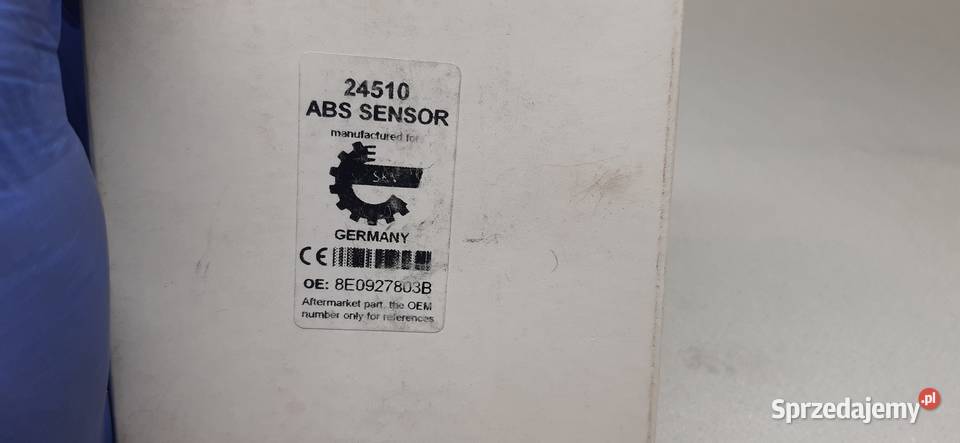 24510
ABS SENSOR
manufactured for
GERMANY
CE
OE: 8E0927803B
Aftermarket part, the OEM
number only for references
Sprzedajemy.pl